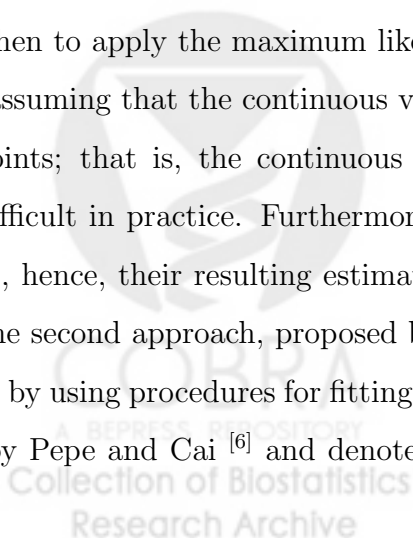 hen to apply the maximum like
assuming that the continuous v
oints; that is, the continuous
fficult in practice. Furthermor
, hence, their resulting estima
he second approach, proposed b
COBRA
by using procedures for fitting
A BEPRESS REPOSITORY
by Pepe and Cai [6] and denote
Collection of Biostatistics
Research Archive